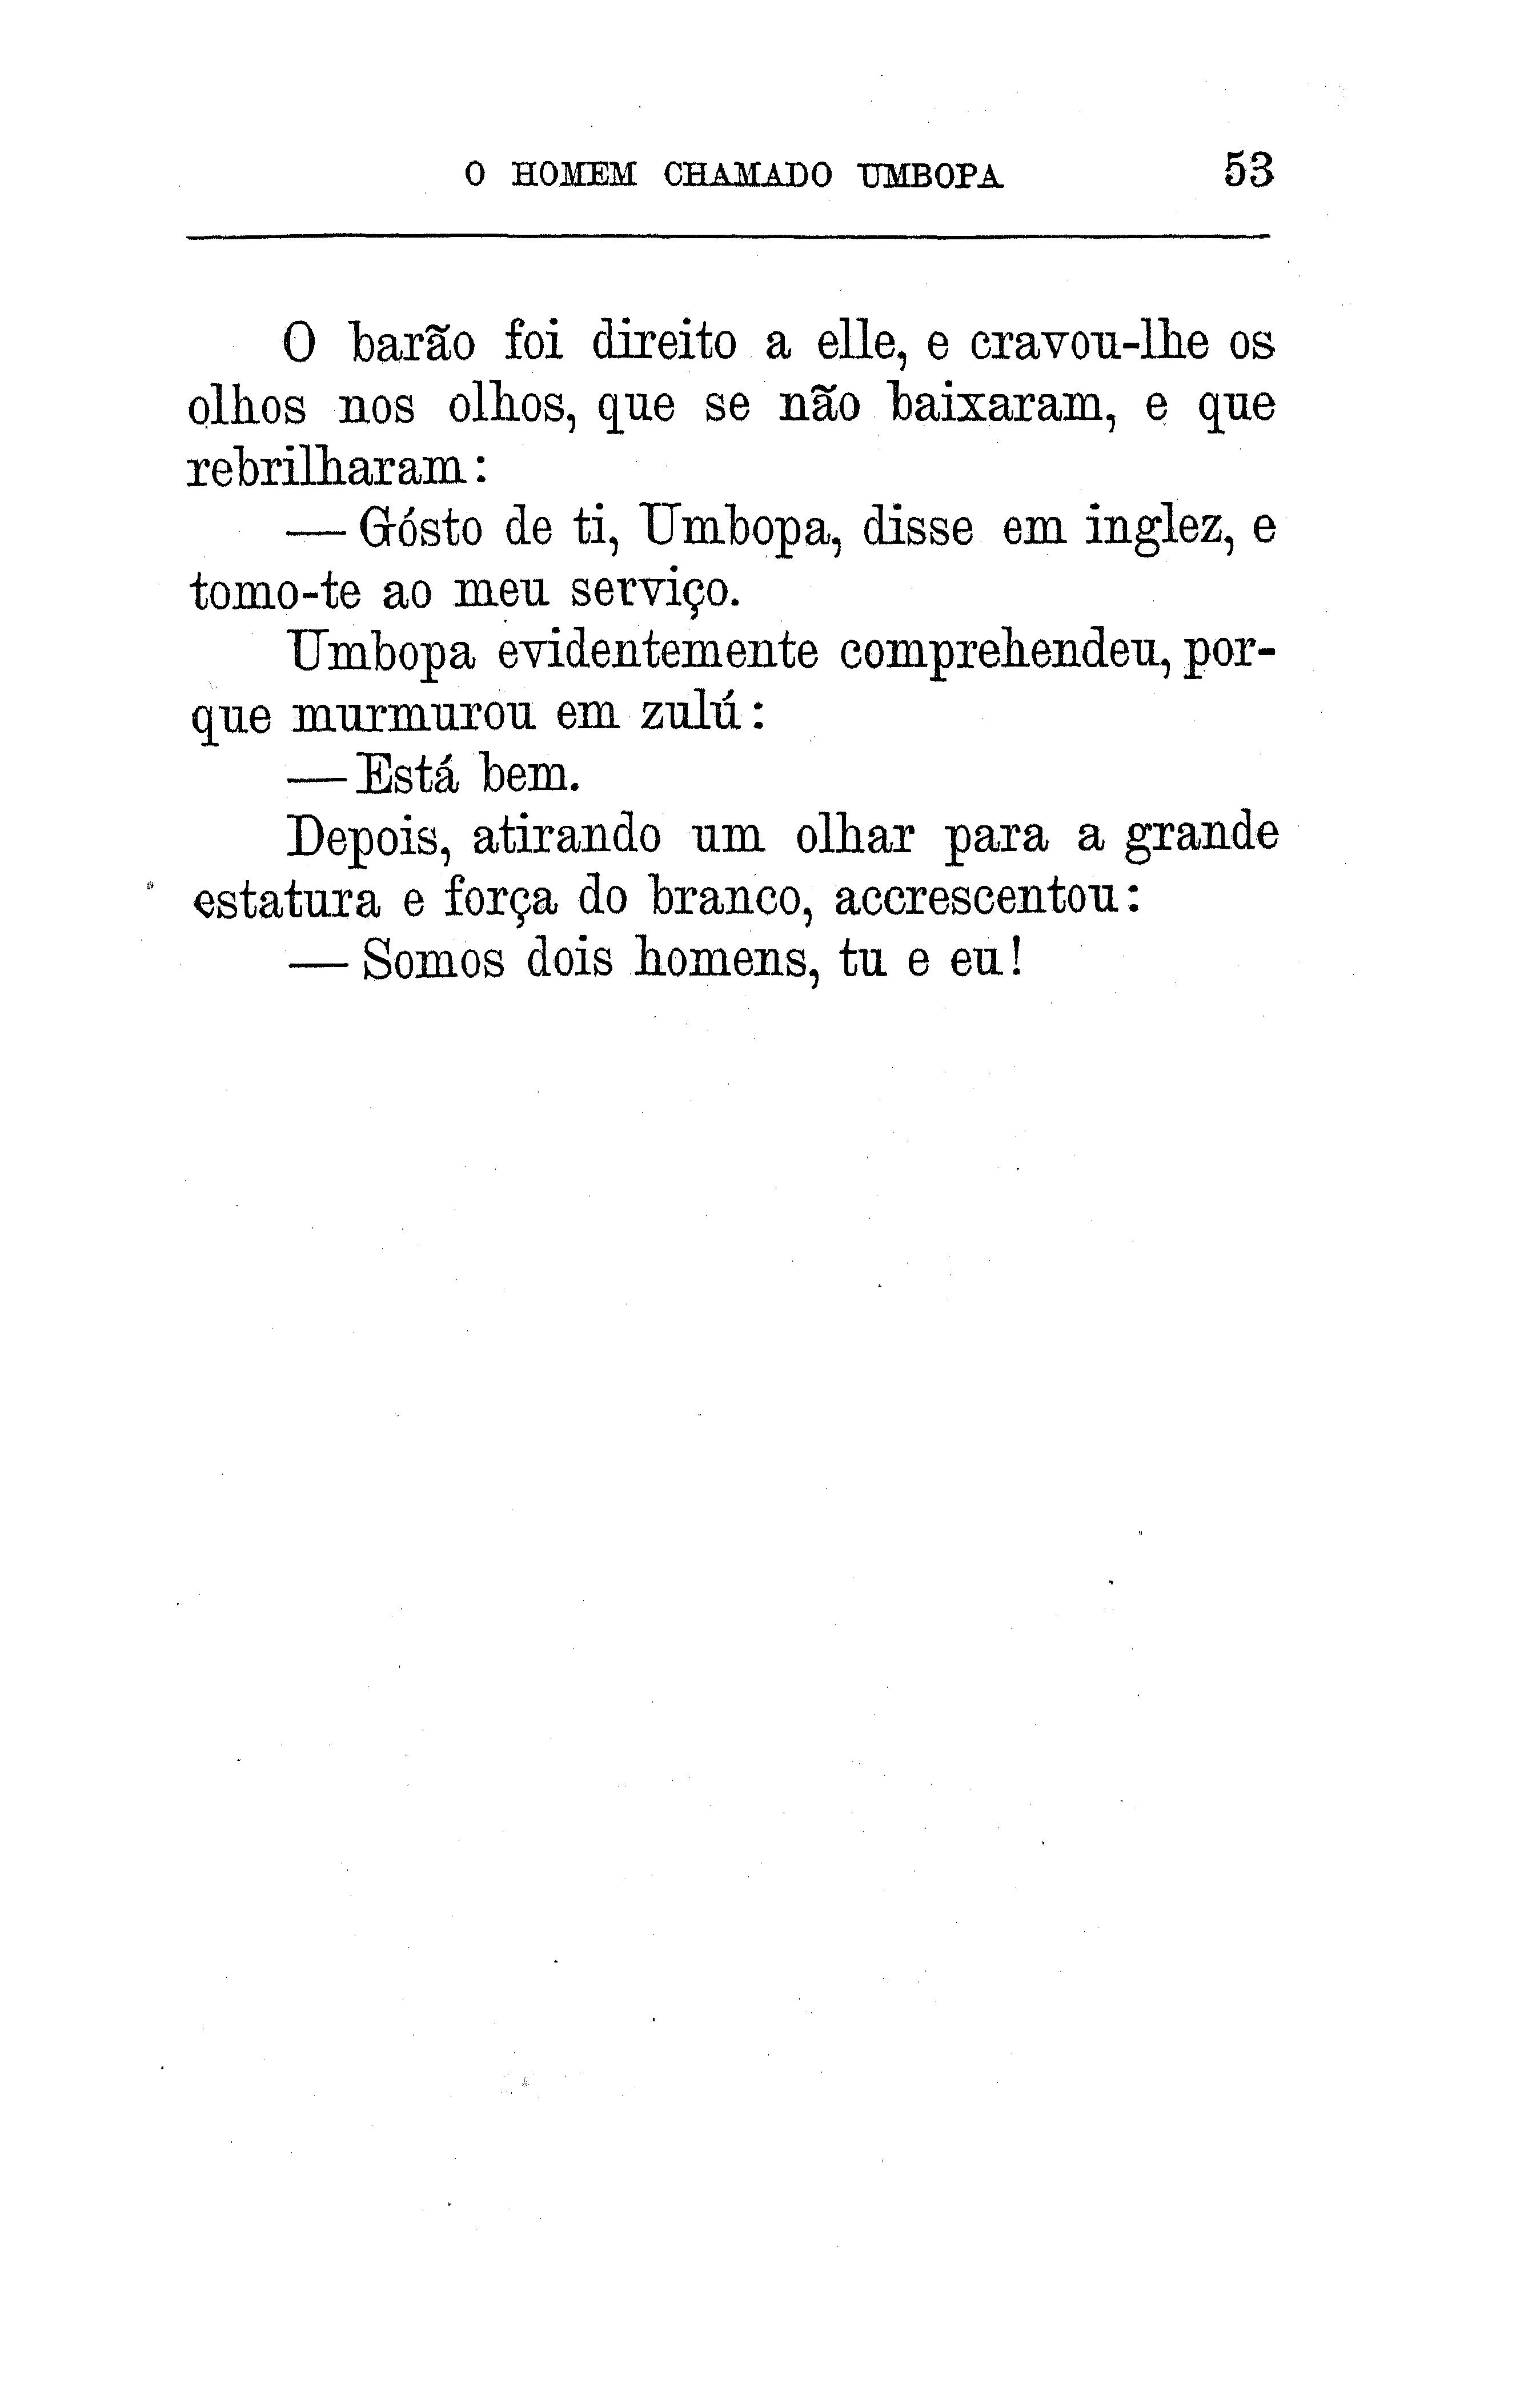 O HOMEM CHAMADO UMBOPA 53
O barão foi direito a elle, e cravou-lhe os
olhos nos olhos, que se não baixaram, e que
rebrilharam:
— Gósto de ti, Umbopa, disse em inglez, e
tomo-te ao meu serviço.
Umbopa evidentemente comprehendeu, por-
que murmurou em zulú:
— Está bem.
Depois, atirando um olhar para a grande
estatura e força do branco, accrescentou:
— Somos dois homens, tu e eu!